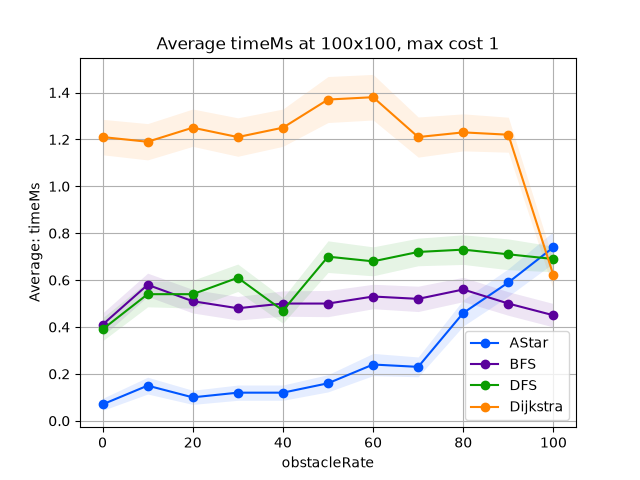 Average timeMs at 100x100, max cost 1
1.4
1.2
1.0
0.8
0.6
0.4
0.2
0.0
Average: timeMs
0 20 40 60 80 100
obstacleRate
AStar
BFS
DFS
Dijkstra